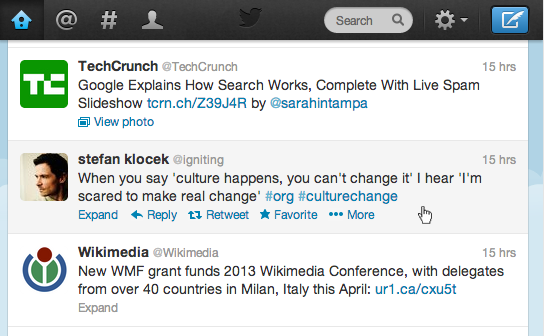 @ # Search
TC
TechCrunch @TechCrunch 15 hrs
Google Explains How Search Works, Complete With Live Spam
Slideshow tcrn.ch/Z39J4R by @sarahintampa
View photo
stefan klocek @igniting 15 hrs
When you say 'culture happens, you can't change it' I hear 'I'm
scared to make real change' #org #culturechange
Expand Reply Retweet Favorite More
Wikimedia @Wikimedia 15 hrs
New WMF grant funds 2013 Wikimedia Conference, with delegates
from over 40 countries in Milan, Italy this April: ur1.ca/cxu5t
Expand